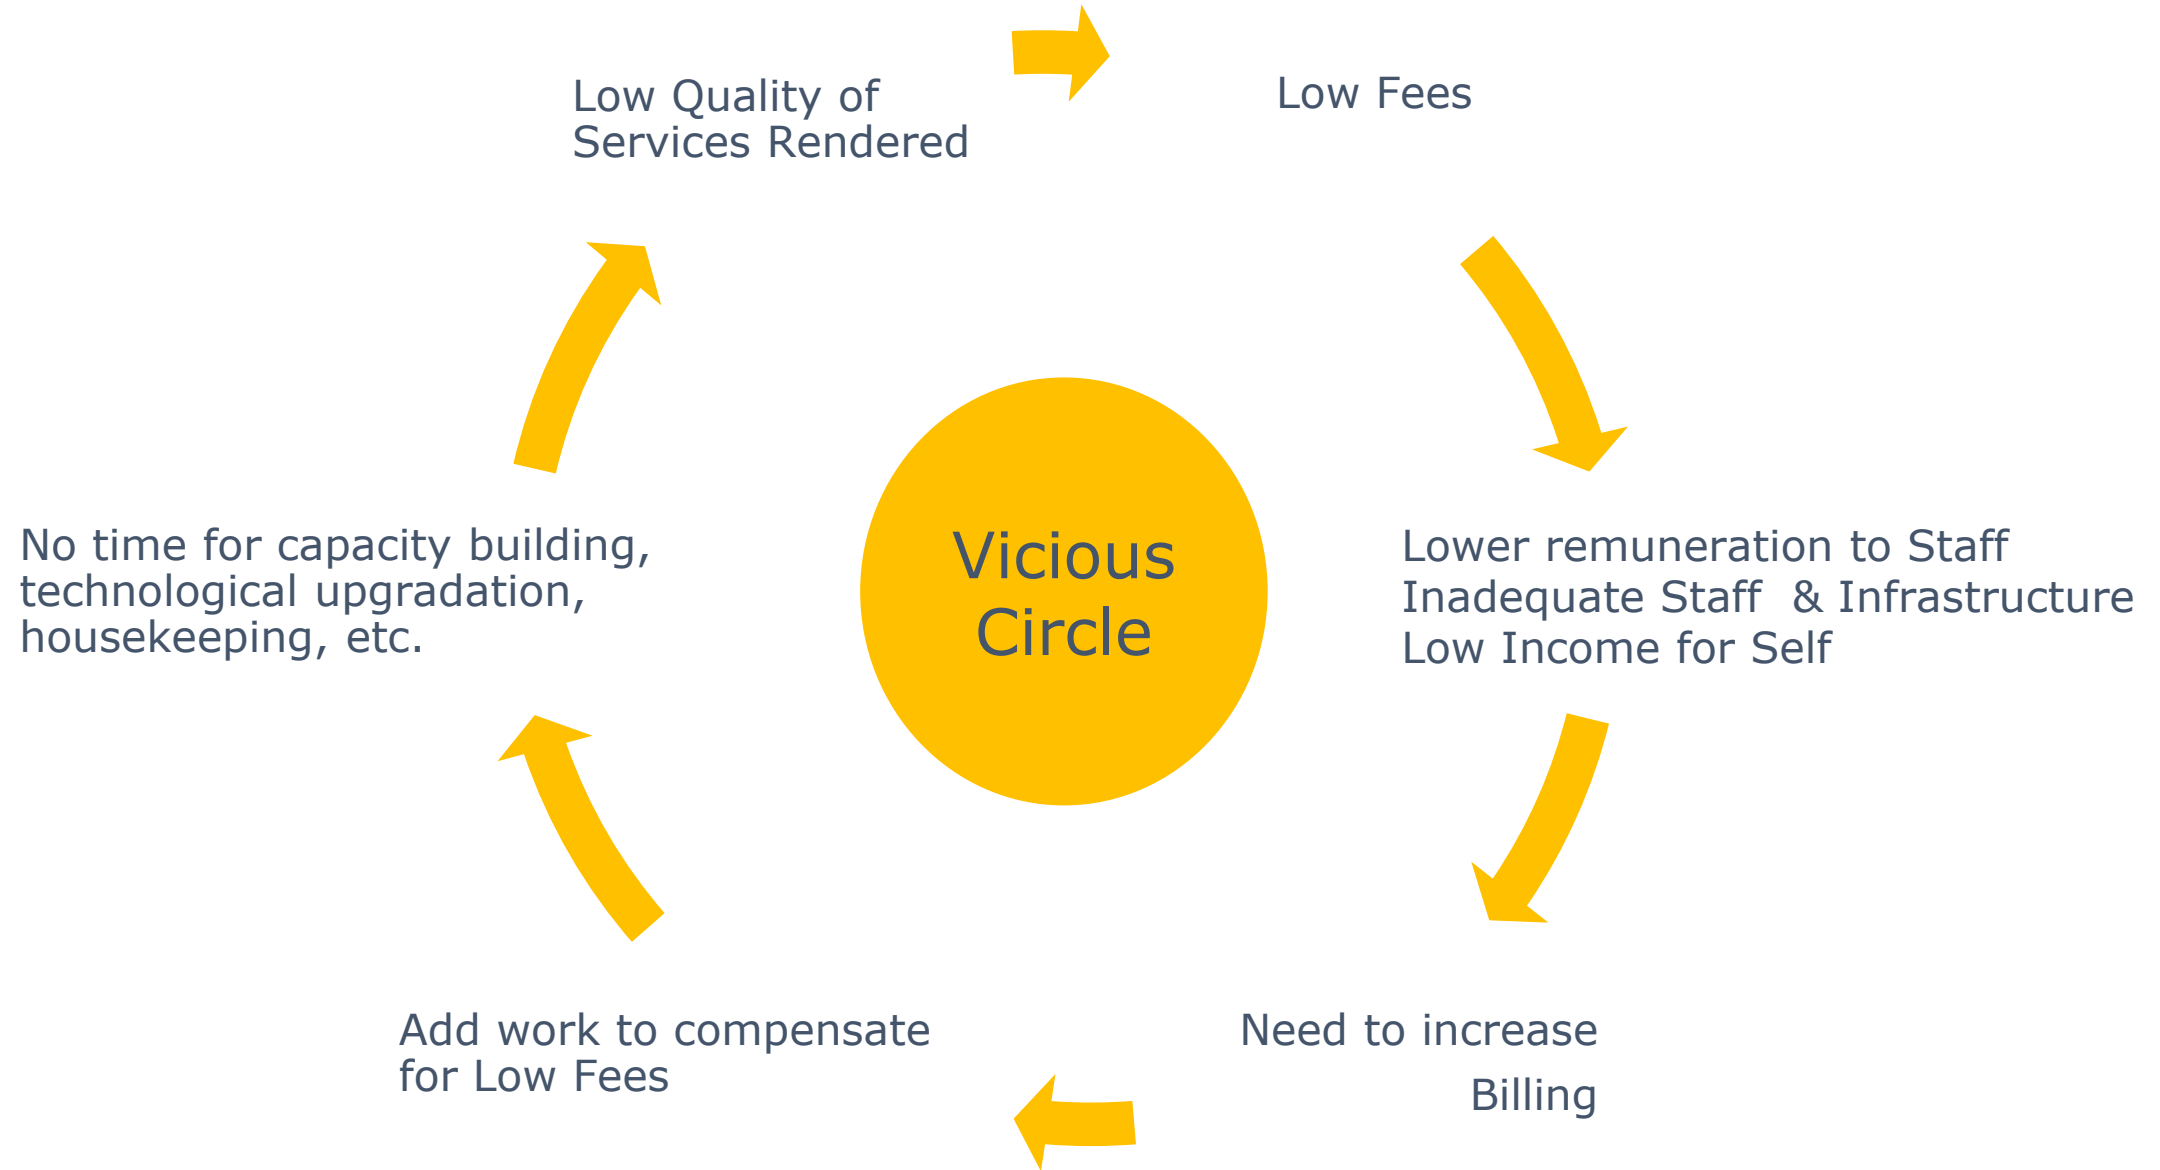 Low Quality of
Services Rendered
Low Fees
Lower remuneration to Staff
Inadequate Staff & Infrastructure
Low Income for Self
Need to increase
Billing
Add work to compensate
for Low Fees
No time for capacity building,
technological upgradation,
housekeeping, etc.
Vicious
Circle